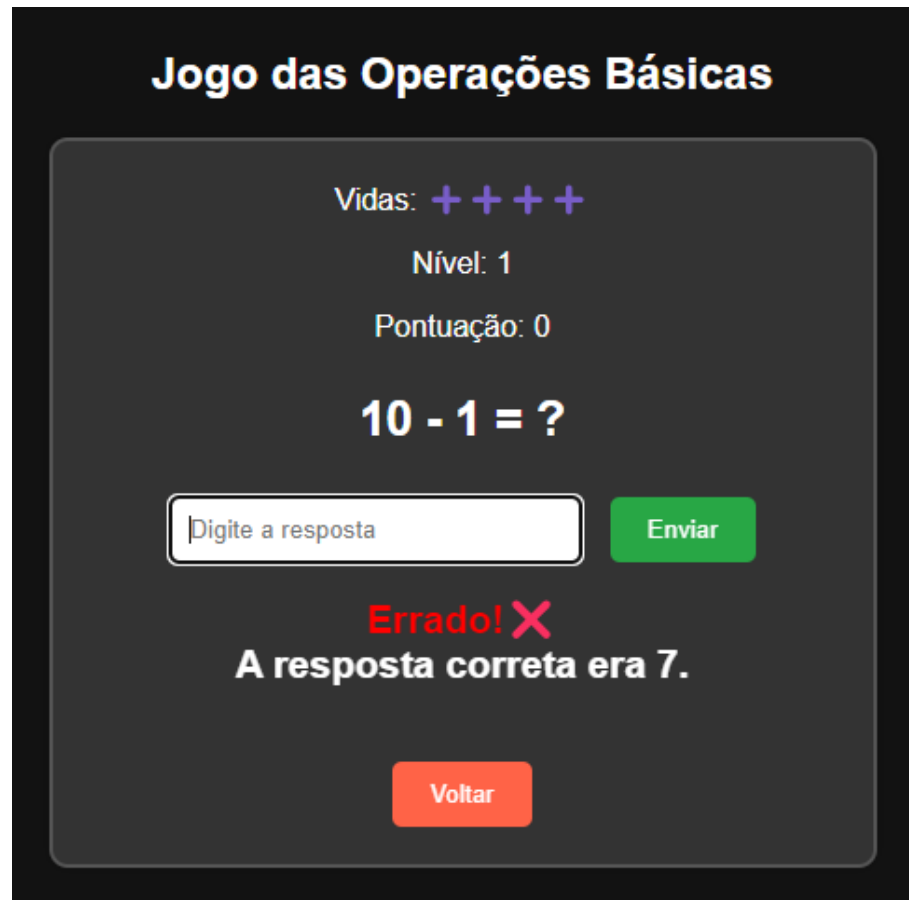 Jogo das Operações Básicas
Vidas: ➕➕➕➕
Nível: 1
Pontuação: 0
10 - 1 = ?
Digite a resposta
Enviar
Errado!❌
A resposta correta era 7.
Voltar